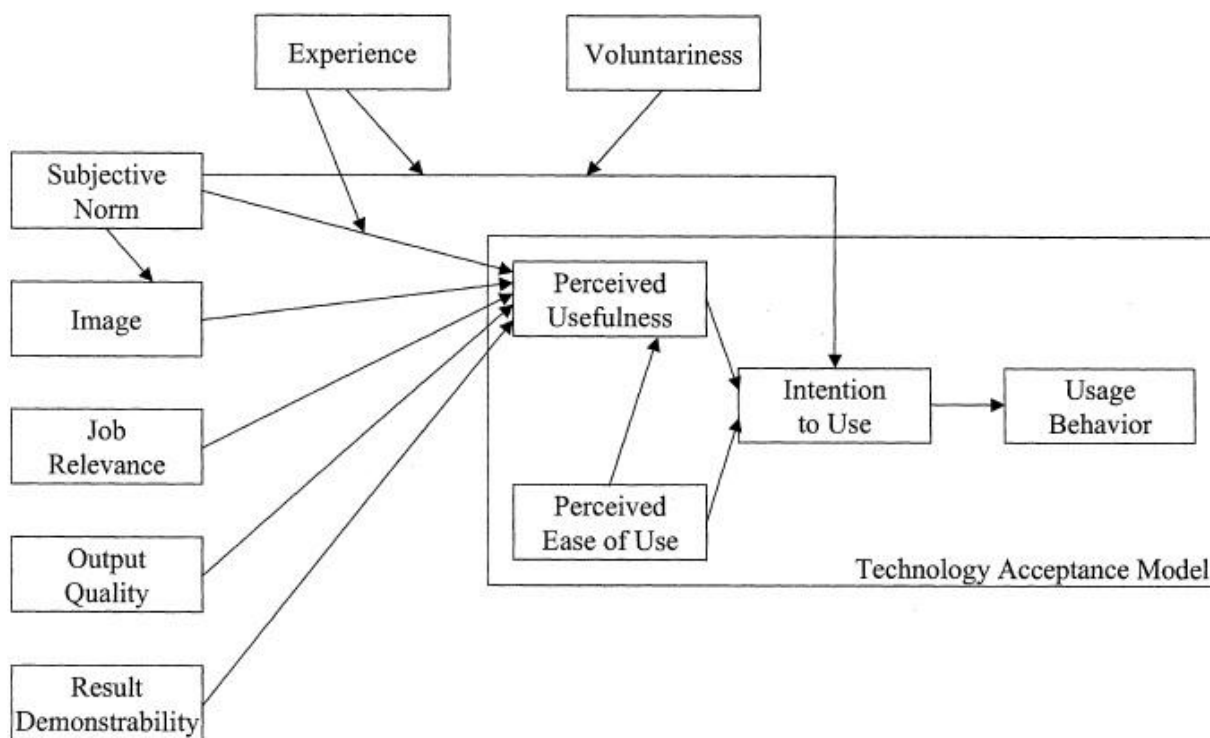 Experience
Voluntariness
Subjective
Norm
Image
Job
Relevance
Output
Quality
Result
Demonstrability
Perceived
Usefulness
Perceived
Ease of Use
Intention
to Use
Usage
Behavior
Technology Acceptance Model